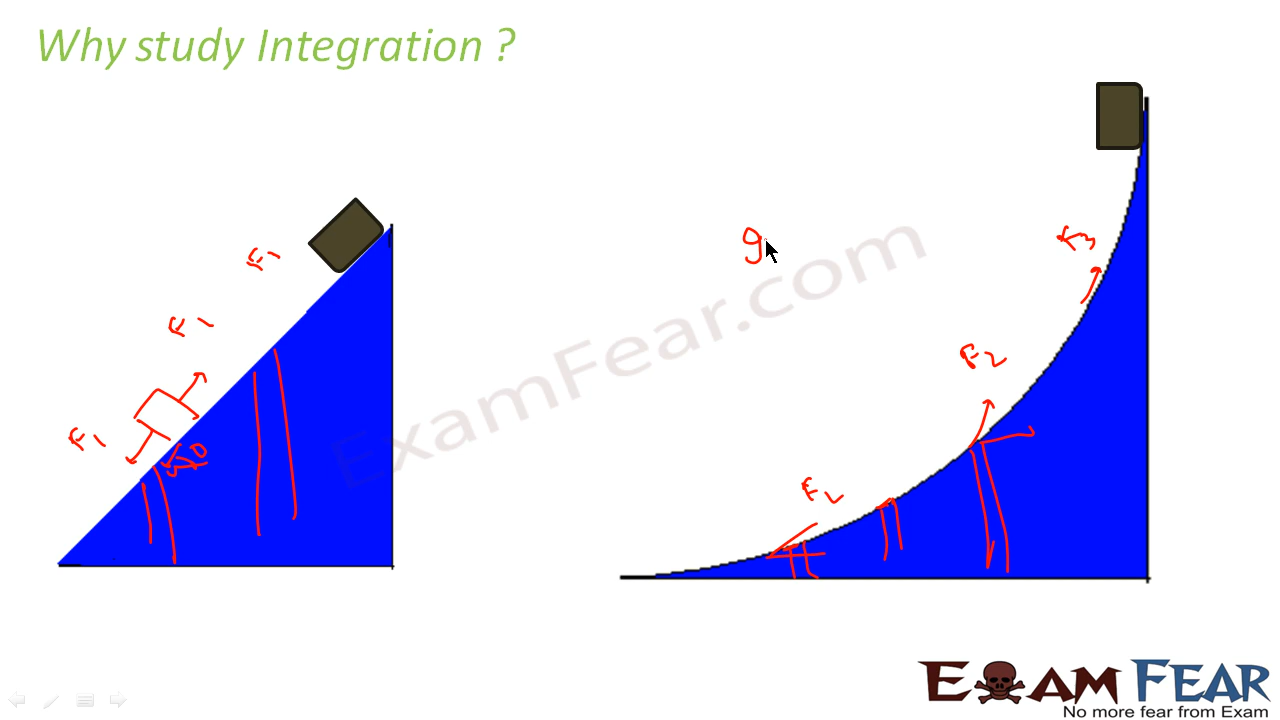 Why study Integration ?
F1
F1
F1
g
F3
F2
ExamFear.com
EXAM FEAR
No more fear from Exam